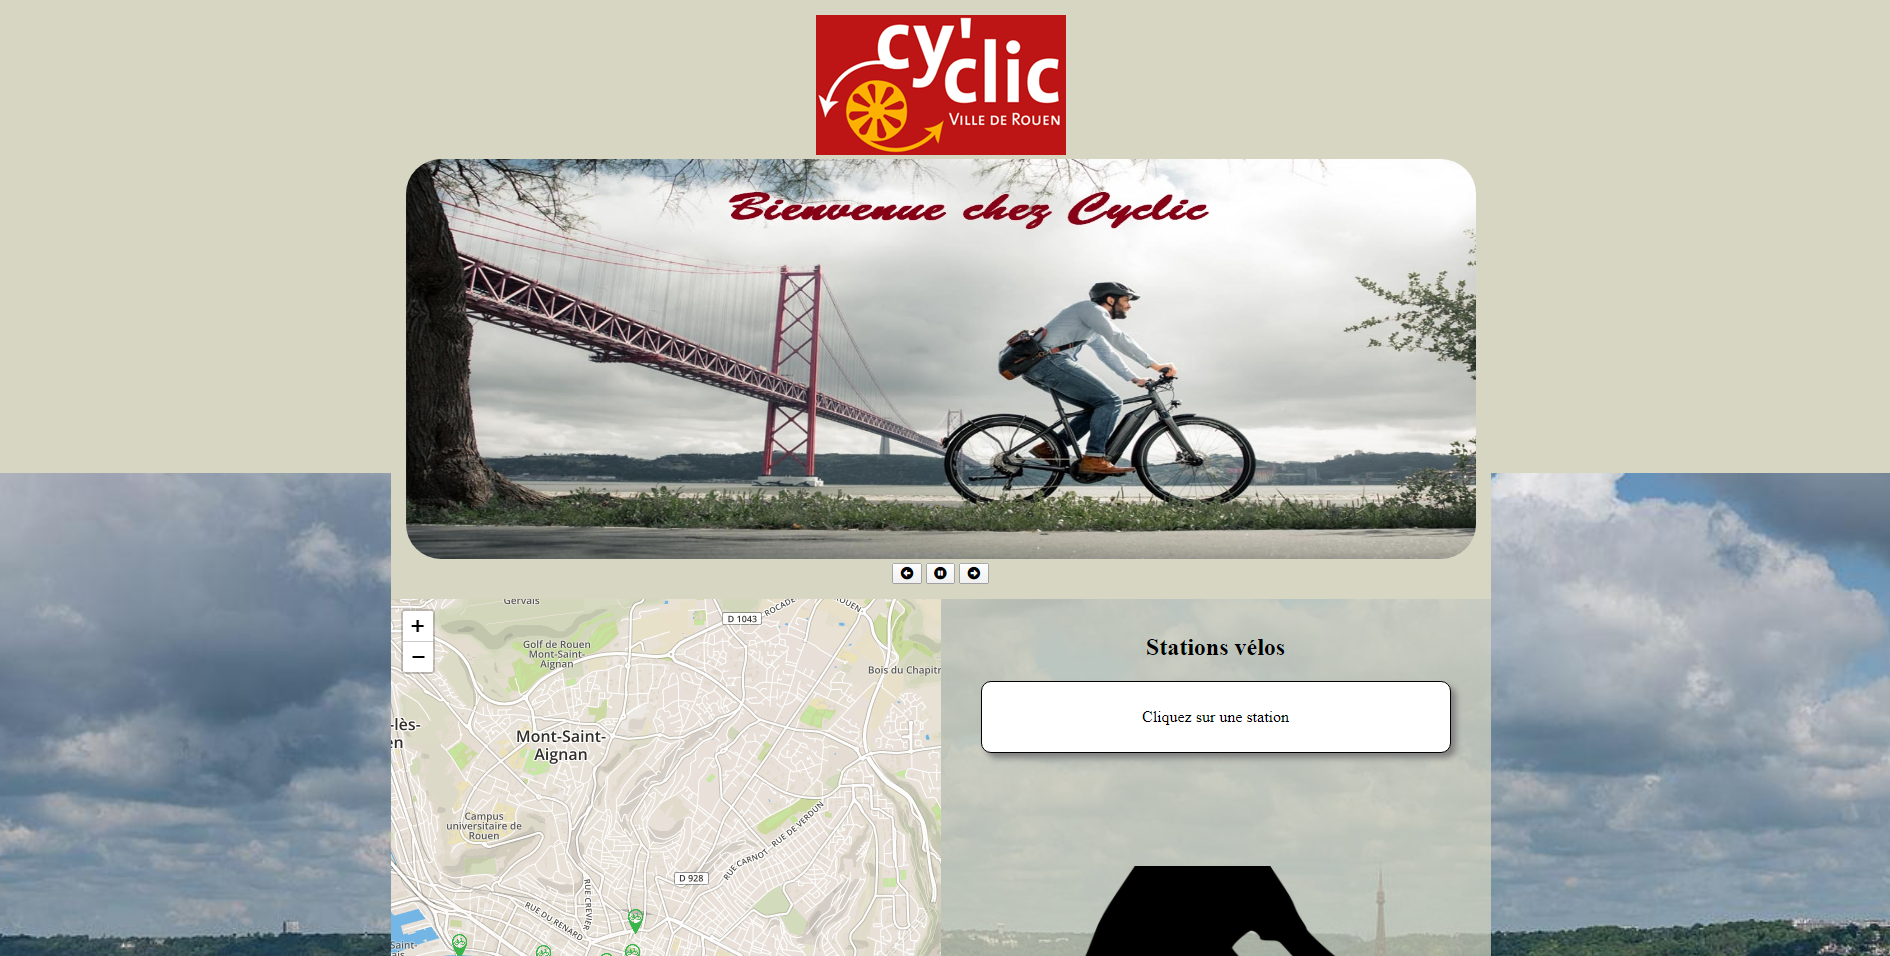 cy'clic
VILLE DE ROUEN
Bienvenue chez Cyclic
+
−
Gervais
D 1043
ROCADE
ROUEN
Golf de Rouen
Mont-Saint-
Aignan
Bois du Chapitr
-lès-
en
Mont-Saint-
Aignan
Campus
universitaire de
Rouen
RUE CARNOT
RUE DE VERDUN
D 928
RUE CREVIER
RUE DU RENARD
Saint-
ais
Stations vélos
Cliquez sur une station